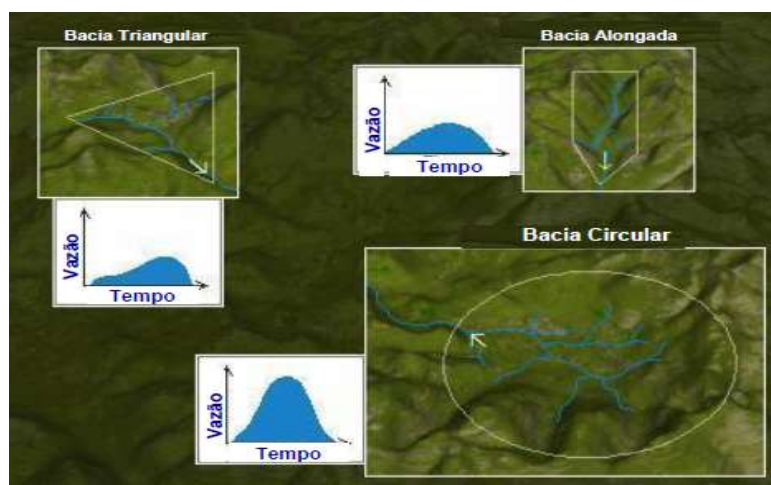 Bacia Triangular
Bacia Alongada
Vazão
Tempo
Vazão
Tempo
Bacia Circular
Vazão
Tempo